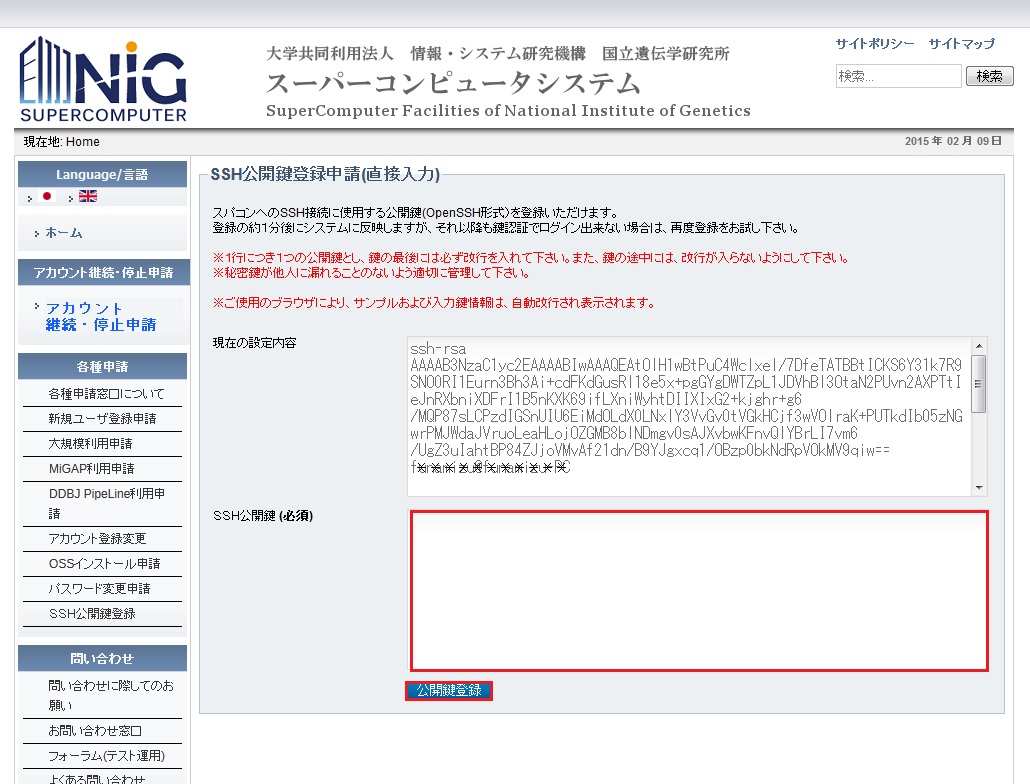 NIG
SUPERCOMPUTER
大学共同利用法人　情報・システム研究機構　国立遺伝学研究所
スーパーコンピュータシステム
SuperComputer Facilities of National Institute of Genetics
サイトポリシー サイトマップ
検索... 検索
現在地: Home
2015 年 02 月 09 日
Language/言語
ホーム
アカウント継続・停止申請
アカウント
継続・停止申請
各種申請
各種申請窓口について
新規ユーザ登録申請
大規模利用申請
MiGAP利用申請
DDBJ PipeLine利用申
請
アカウント登録変更
OSSインストール申請
パスワード変更申請
SSH公開鍵登録
問い合わせ
問い合わせに際してのお
願い
お問い合わせ窓口
フォーラム(テスト運用)
よくある問い合わせ
SSH公開鍵登録申請(直接入力)
スパコンへのSSH接続に使用する公開鍵(OpenSSH形式)を登録いただけます。
登録の約1分後にシステムに反映しますが、それ以降も鍵認証でログイン出来ない場合は、再度登録をお試し下さい。
※1行につき1つの公開鍵とし、鍵の最後には必ず改行を入れて下さい。また、鍵の途中には、改行が入らないようにして下さい。
※秘密鍵が他人に漏れることのないよう適切に管理して下さい。
※ご使用のブラウザにより、サンプルおよび入力鍵情報は、自動改行され表示されます。
現在の設定内容
ssh-rsa
AAAAB3NzaC1yc2EAAAABIwAAAQEAtOlH1wBtPuC4Wclxel/7DfeTATBBtICKS6Y31k7R9
SNO0RI1Eurn3Bh3Ai+cdFKdGusRl18e5x+pgGYgDWTZpL1JDVhBl3OtaN2PUvn2AXPTtI
eJnRXbniXDFrI1B5nKXK69ifLXniWyhtDIIXIxG2+kjghr+g6
/MQP87sLCPzdIGSnUIU6EiMdOLdX0LNxlY3VvGv0tVGkHCjf3wVOlraK+PUTkdIb05zNG
wrPMJWdaJVruoLeaHLojOZGMB8bINDmgv0sAJXvbwKFnvQlYBrLI7vm6
/UgZ3uIahtBP84ZJjoVMvAf21dn/B9YJgxcq1/OBzpObkNdRpVOkMV9qiw==
SSH公開鍵 (必須)
公開鍵登録